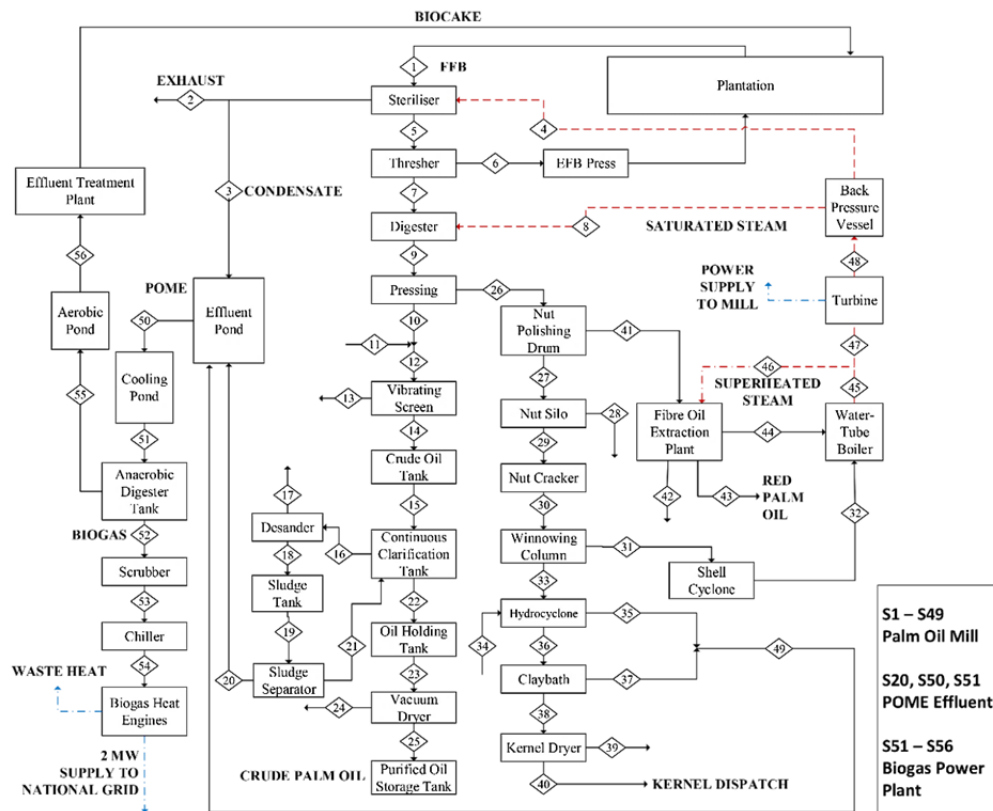 BIOCAKE
1
FFB
EXHAUST
2
Steriliser
Plantation
4
5
Thresher
6
EFB Press
Effluent Treatment
Plant
3
CONDENSATE
7
Back
Pressure
Vessel
Digester
8
SATURATED STEAM
56
9
48
POME
Pressing
26
POWER
SUPPLY
TO MILL
Turbine
Aerobic
Pond
50
Effluent
Pond
10
Nut
Polishing
Drum
41
11
12
47
46
SUPERHEATED
STEAM
45
Cooling
Pond
27
55
13
Vibrating
Screen
Nut Silo
28
Fibre Oil
Extraction
Plant
44
Water-
Tube
Boiler
51
14
29
Anaerobic
Digester
Tank
Crude Oil
Tank
Nut Cracker
42
43
RED
PALM
OIL
17
15
30
32
BIOGAS
52
Desander
16
Continuous
Clarification
Tank
Winnowing
Column
31
Shell
Cyclone
Scrubber
18
33
53
Sludge
Tank
22
Hydrocyclone
35
Chiller
19
21
Oil Holding
Tank
34
36
49
54
WASTE HEAT
20
Sludge
Separator
23
Claybath
37
Biogas Heat
Engines
24
Vacuum
Dryer
38
25
Kernel Dryer
39
2 MW
SUPPLY TO
NATIONAL GRID
CRUDE PALM OIL
Purified Oil
Storage Tank
40
KERNEL DISPATCH
S1 – S49
Palm Oil Mill
S20, S50, S51
POME Effluent
S51 – S56
Biogas Power
Plant